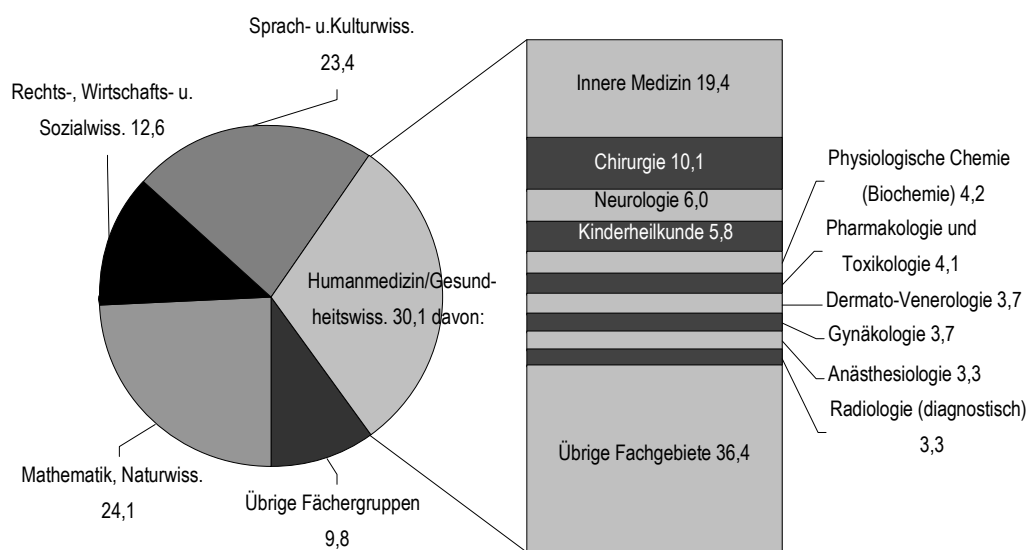 Sprach- u.Kulturwiss.
23,4
Rechts-, Wirtschafts- u.
Sozialwiss. 12,6
Humanmedizin/Gesund-
heitswiss. 30,1 davon:
Mathematik, Naturwiss.
24,1
Übrige Fächergruppen
9,8
Innere Medizin 19,4
Chirurgie 10,1
Neurologie 6,0
Kinderheilkunde 5,8
Physiologische Chemie
(Biochemie) 4,2
Pharmakologie und
Toxikologie 4,1
Dermato-Venerologie 3,7
Gynäkologie 3,7
Anästhesiologie 3,3
Radiologie (diagnostisch)
3,3
Übrige Fachgebiete 36,4